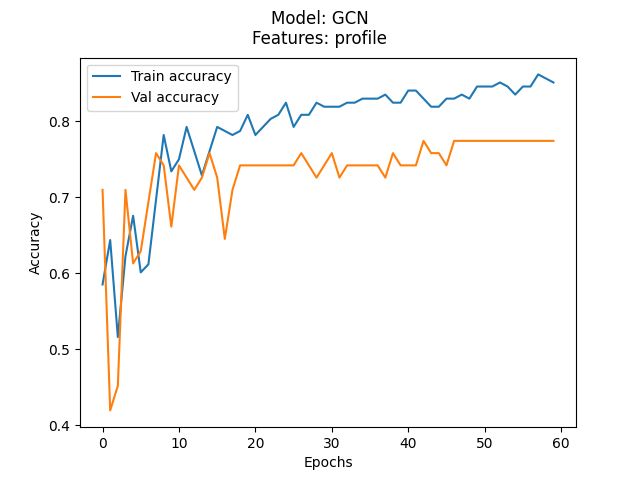 Model: GCN
Features: profile
Train accuracy
Val accuracy
0.8
0.7
0.6
0.5
0.4
Accuracy
0 10 20 30 40 50 60
Epochs